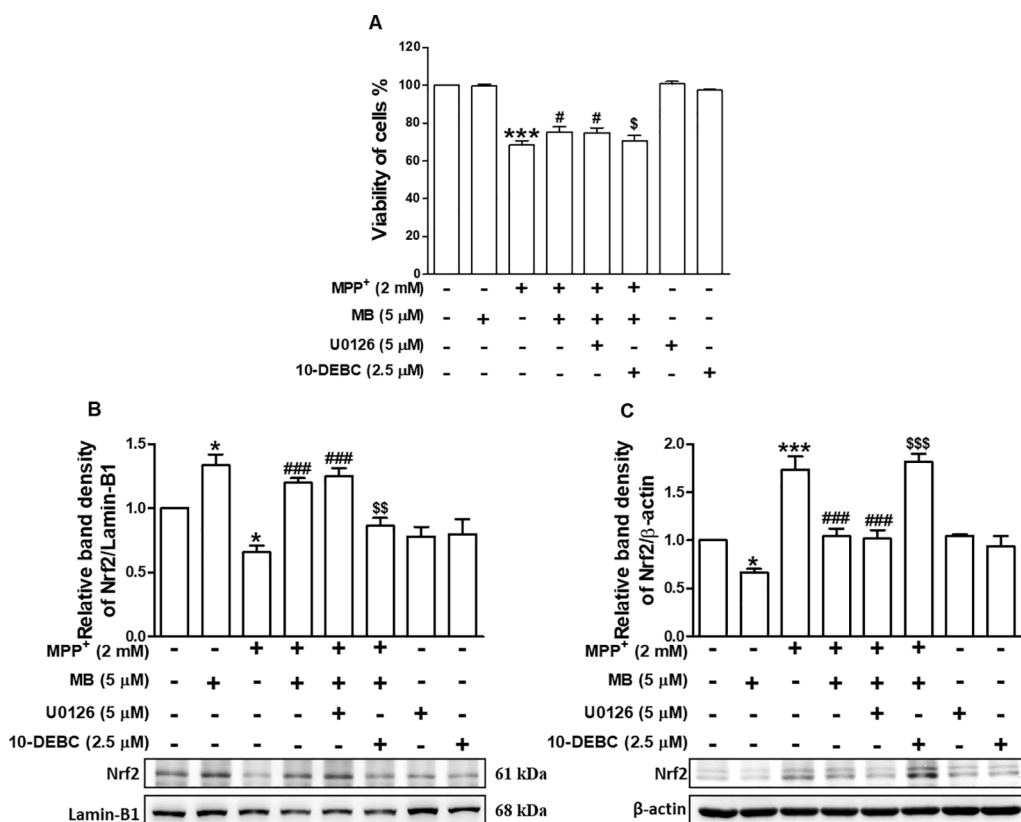 A
Viability of cells %
120
100
80
60
40
20
0
*** # # $
MPP+ (2 mM) - - + + + + - -
MB (5 μM) - + - + + + - -
U0126 (5 μM) - - - - + - + -
10-DEBC (2.5 μM) - - - - - + - +
B
Relative band density
of Nrf2/Lamin-B1
1.5
1.0
0.5
0.0
* * ### ### $$
MPP+ (2 mM) - - + + + + - -
MB (5 μM) - + - + + + - -
U0126 (5 μM) - - - - + - + -
10-DEBC (2.5 μM) - - - - - + - +
Nrf2 61 kDa
Lamin-B1 68 kDa
C
Relative band density
of Nrf2/β-actin
2.0
1.5
1.0
0.5
0.0
* *** ### ### $$$
MPP+ (2 mM) - - + + + + - -
MB (5 μM) - + - + + + - -
U0126 (5 μM) - - - - + - + -
10-DEBC (2.5 μM) - - - - - + - +
Nrf2
β-actin